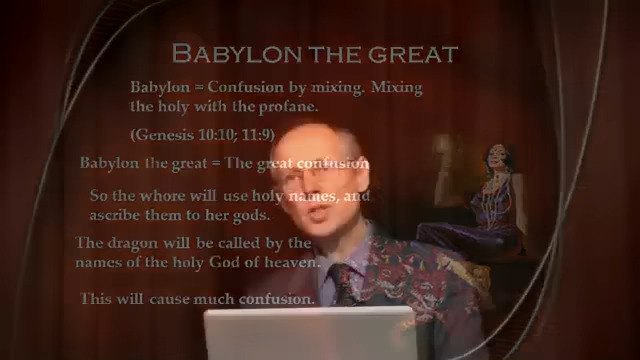 BABYLON THE GREAT
Babylon = Confusion by mixing. Mixing
the holy with the profane.
(Genesis 10:10; 11:9)
Babylon the great = The great confusion
So the whore will use holy names, and
ascribe them to her gods.
The dragon will be called by the
names of the holy God of heaven.
This will cause much confusion.